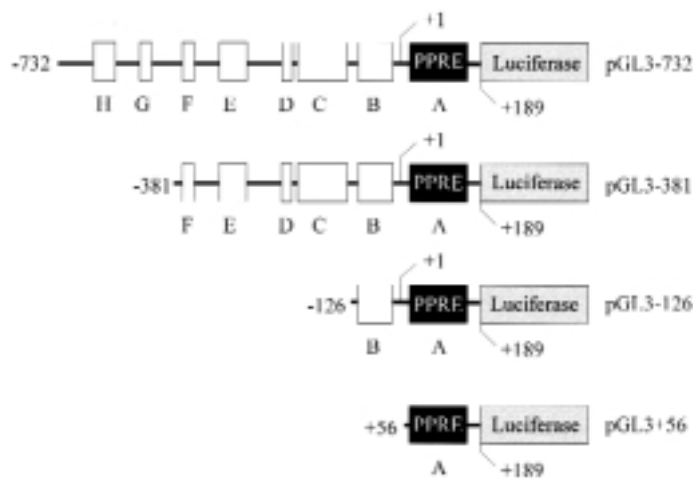 +1
-732 PPRE Luciferase pGL3-732
H G F E D C B A +189
+1
-381 PPRE Luciferase pGL3-381
F E D C B A +189
+1
-126 PPRE Luciferase pGL3-126
B A +189
+56 PPRE Luciferase pGL3+56
A +189